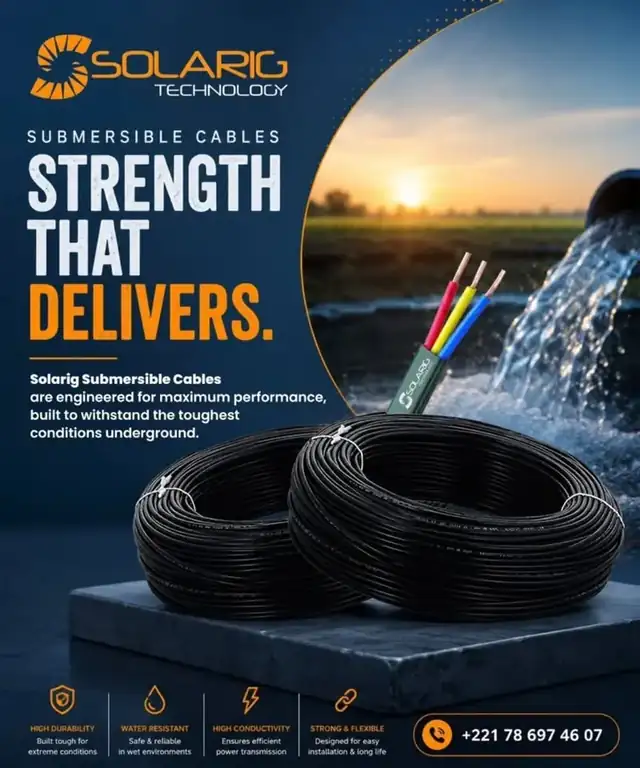 SOLARIG
TECHNOLOGY
SUBMERSIBLE CABLES
STRENGTH
THAT
DELIVERS.
Solarig Submersible Cables
are engineered for maximum performance,
built to withstand the toughest
conditions underground.
SOLARIG
HIGH DURABILITY
Built tough for
extreme conditions
WATER RESISTANT
Safe & reliable
in wet environments
HIGH CONDUCTIVITY
Ensures efficient
power transmission
STRONG & FLEXIBLE
Designed for easy
installation & long life
+221 78 697 46 07